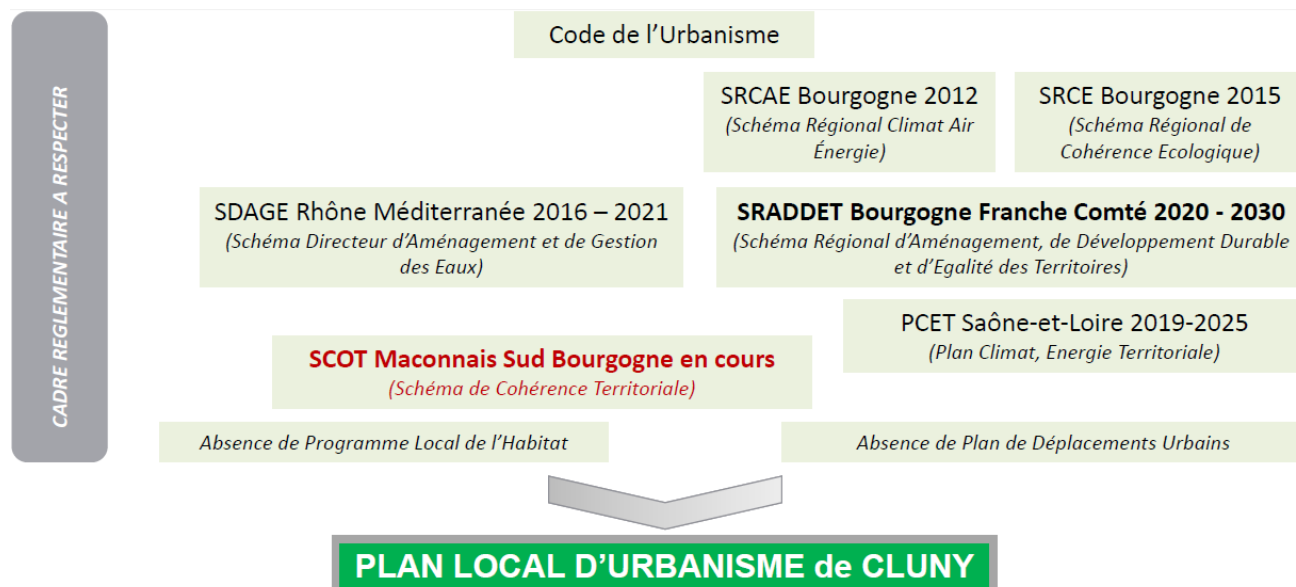 CADRE REGLEMENTAIRE A RESPECTER
Code de l'Urbanisme
SRCAE Bourgogne 2012
(Schéma Régional Climat Air
Énergie)
SRCE Bourgogne 2015
(Schéma Régional de
Cohérence Ecologique)
SDAGE Rhône Méditerranée 2016 – 2021
(Schéma Directeur d'Aménagement et de Gestion
des Eaux)
SRADDET Bourgogne Franche Comté 2020 - 2030
(Schéma Régional d'Aménagement, de Développement Durable
et d'Egalité des Territoires)
PCET Saône-et-Loire 2019-2025
(Plan Climat, Energie Territoriale)
SCOT Maconnais Sud Bourgogne en cours
(Schéma de Cohérence Territoriale)
Absence de Programme Local de l'Habitat
Absence de Plan de Déplacements Urbains
PLAN LOCAL D'URBANISME de CLUNY